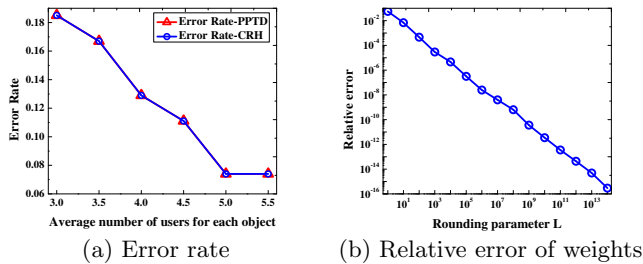 Error Rate-PPTD
Error Rate-CRH
0.18
0.16
0.14
0.12
0.10
0.08
0.06
Error Rate
3.0 3.5 4.0 4.5 5.0 5.5
Average number of users for each object
(a) Error rate
10^-2
10^-4
10^-6
10^-8
10^-10
10^-12
10^-14
10^-16
Relative error
10^1 10^3 10^5 10^7 10^9 10^11 10^13
Rounding parameter L
(b) Relative error of weights